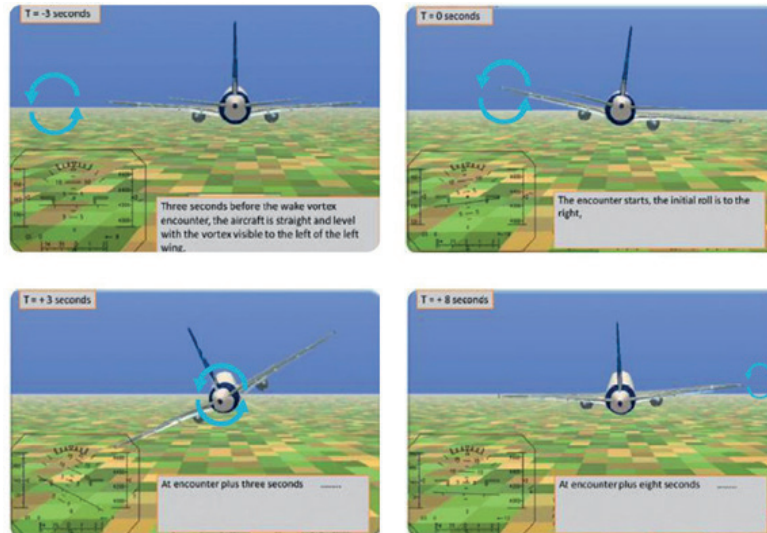 T = -3 seconds
T = 0 seconds
Three seconds before the wake vortex
encounter, the aircraft is straight and level
with the vortex visible to the left of the left
wing.
The encounter starts, the initial roll is to the
right,
T = + 3 seconds
T = + 8 seconds
At encounter plus three seconds
At encounter plus eight seconds